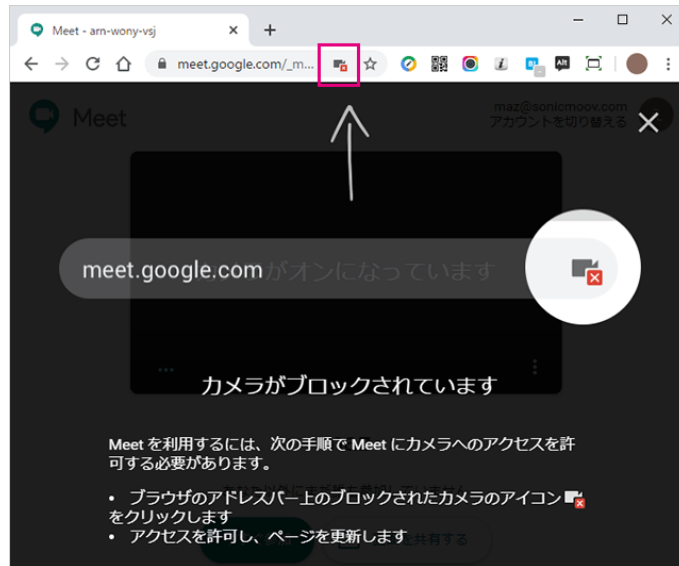 Meet - arn-wony-vsj
meet.google.com/_m...
Meet
maz@sonicmoov.com
アカウントを切り替える
meet.google.com
がオンになっています
カメラがブロックされています
Meet を利用するには、次の手順で Meet にカメラへのアクセスを許
可する必要があります。
• ブラウザのアドレスバー上のブロックされたカメラのアイコン
をクリックします
• アクセスを許可し、ページを更新します
を共有する